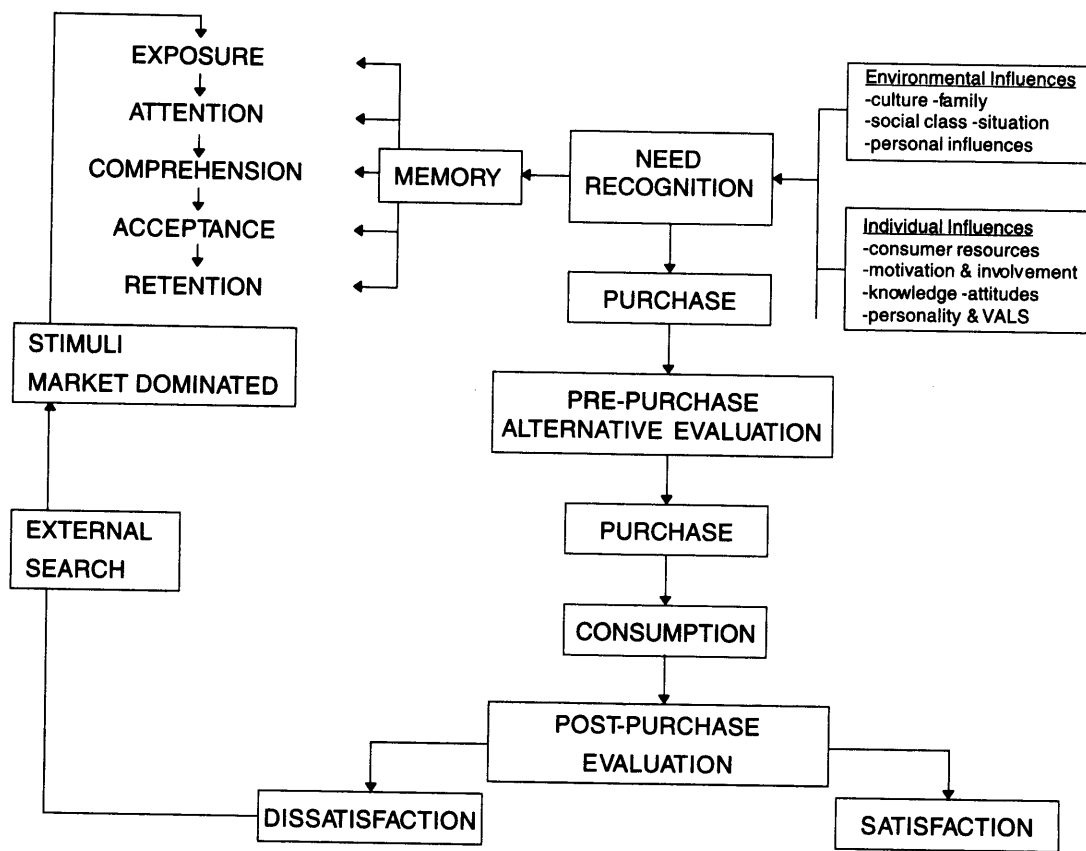 EXPOSURE
ATTENTION
COMPREHENSION
ACCEPTANCE
RETENTION
STIMULI
MARKET DOMINATED
EXTERNAL
SEARCH
MEMORY
NEED
RECOGNITION
PURCHASE
PRE-PURCHASE
ALTERNATIVE EVALUATION
PURCHASE
CONSUMPTION
POST-PURCHASE
EVALUATION
DISSATISFACTION
SATISFACTION
Environmental Influences
-culture -family
-social class -situation
-personal influences
Individual Influences
-consumer resources
-motivation & involvement
-knowledge -attitudes
-personality & VALS